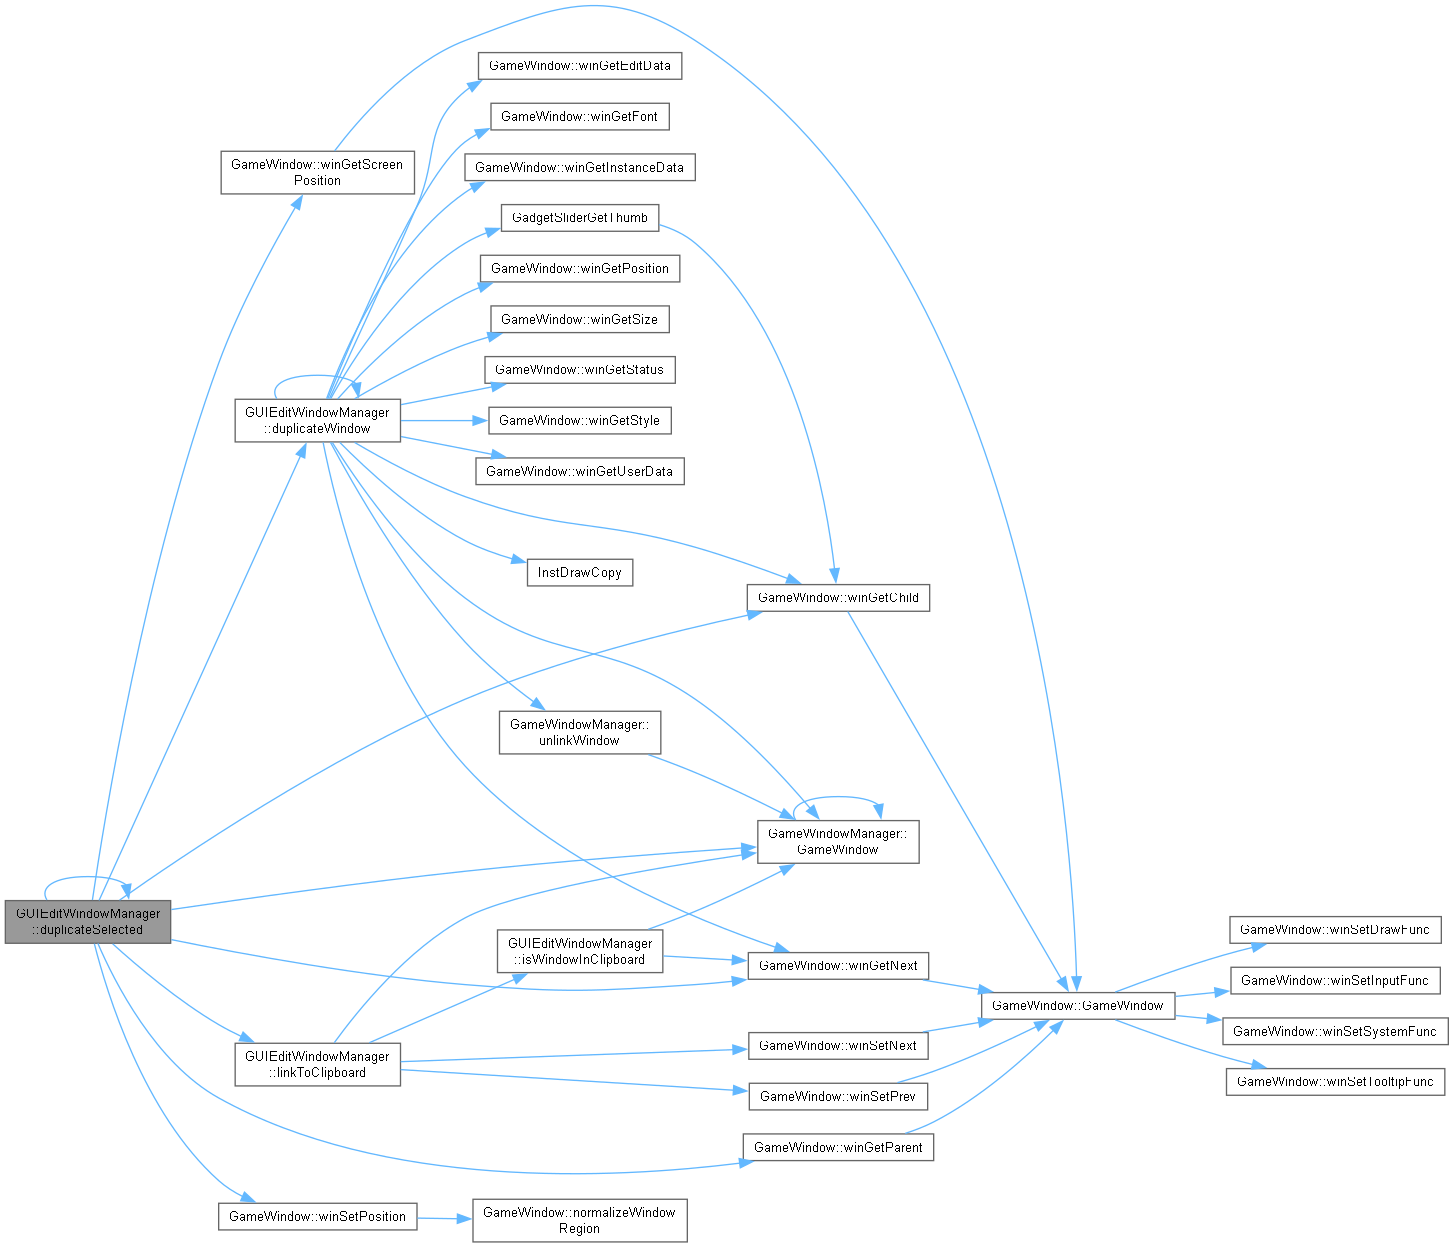 GameWindow::winGetEditData
GameWindow::winGetFont
GameWindow::winGetScreen
Position
GameWindow::winGetInstanceData
GadgetSliderGetThumb
GameWindow::winGetPosition
GameWindow::winGetSize
GameWindow::winGetStatus
GUIEditWindowManager
::duplicateWindow
GameWindow::winGetStyle
GameWindow::winGetUserData
InstDrawCopy
GameWindow::winGetChild
GameWindowManager::
unlinkWindow
GameWindowManager::
GameWindow
GUIEditWindowManager
::duplicateSelected
GUIEditWindowManager
::isWindowInClipboard
GameWindow::winGetNext
GameWindow::winSetDrawFunc
GameWindow::winSetInputFunc
GameWindow::GameWindow
GameWindow::winSetSystemFunc
GameWindow::winSetNext
GUIEditWindowManager
::linkToClipboard
GameWindow::winSetTooltipFunc
GameWindow::winSetPrev
GameWindow::winGetParent
GameWindow::winSetPosition
GameWindow::normalizeWindow
Region